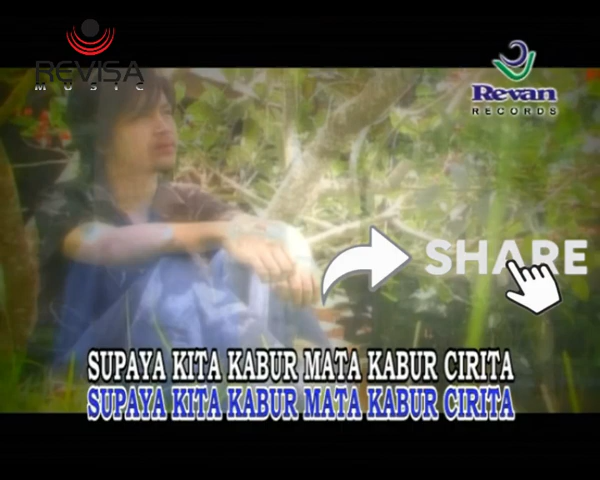 REVISA
MUSIC
Revan
RECORDS
SHARE
SUPAYA KITA KABUR MATA KABUR CIRITA
SUPAYA KITA KABUR MATA KABUR CIRITA